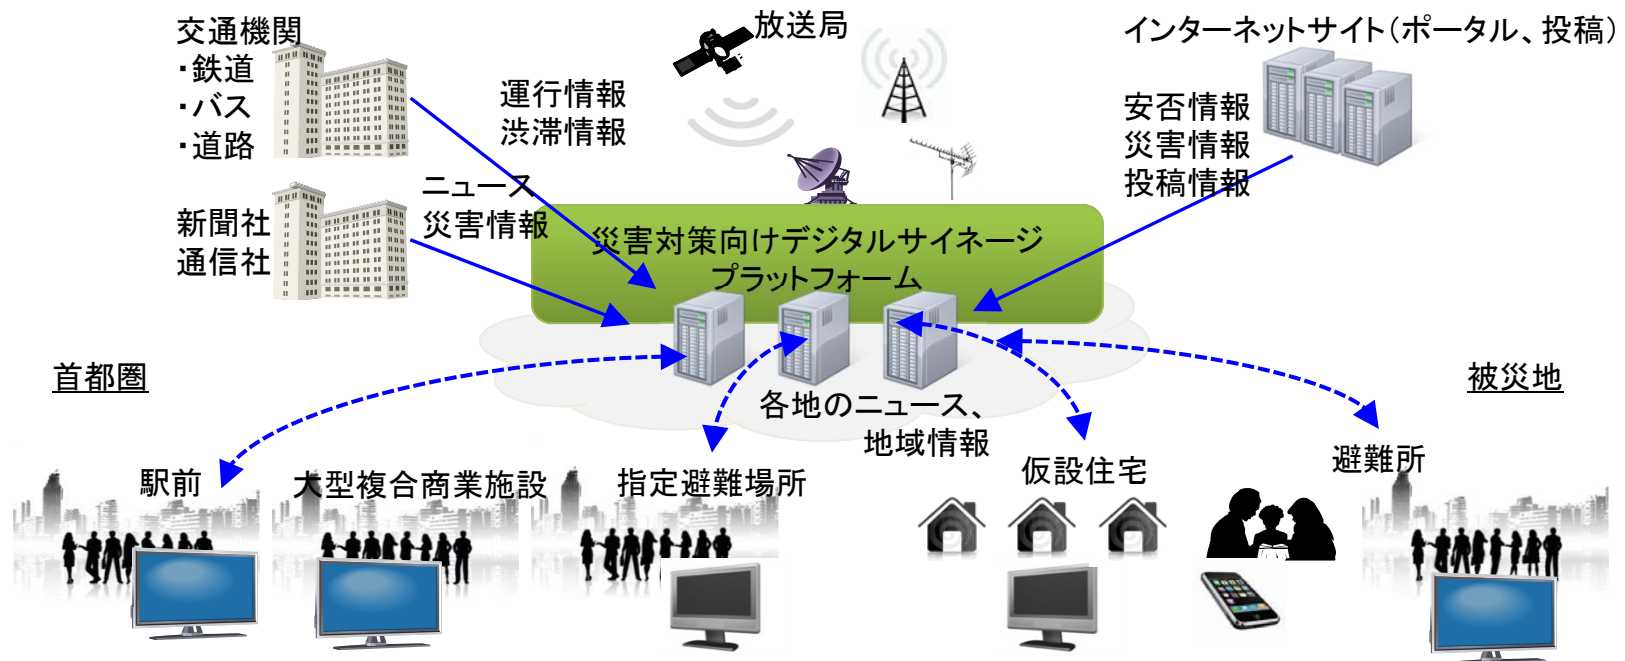 交通機関
・鉄道
・バス
・道路
新聞社
通信社
運行情報
渋滞情報
ニュース
災害情報
放送局
インターネットサイト(ポータル、投稿)
安否情報
災害情報
投稿情報
災害対策向けデジタルサイネージ
プラットフォーム
各地のニュース、
地域情報
首都圏
被災地
駅前
大型複合商業施設
指定避難場所
仮設住宅
避難所